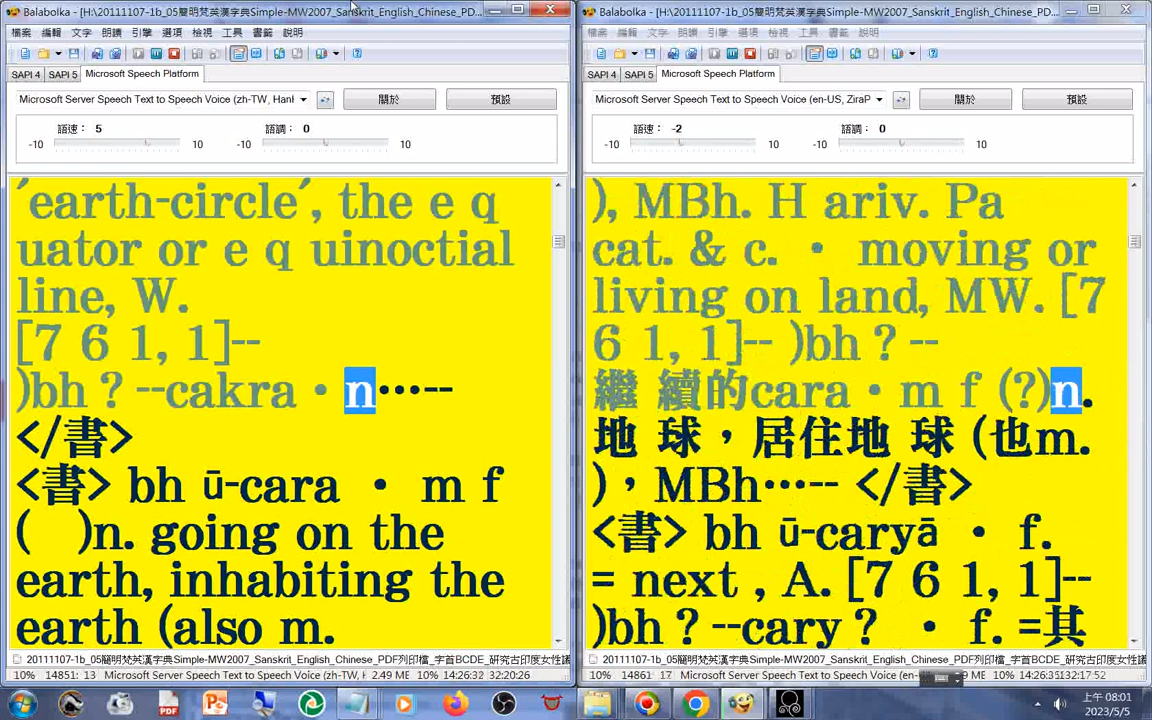 Balabolka - [H:\20111107-1b_05簡明梵英漢字典Simple-MW2007_Sanskrit_English_Chinese_PD...
檔案 編輯 文字 朗讀 引擎 選項 檢視 工具 書籤 說明
SAPI 4 SAPI 5 Microsoft Speech Platform
Microsoft Server Speech Text to Speech Voice (zh-TW, Hanl
關於 預設
語速： 5 語調： 0
-10 10 -10 10
'earth-circle', the e q
uator or e q uinoctial
line, W.
[7 6 1, 1]--
)bh ? --cakra • n…--
</書>
<書> bh ū-cara • m f
( )n. going on the
earth, inhabiting the
earth (also m.
20111107-1b_05簡明梵英漢字典Simple-MW2007_Sanskrit_English_Chinese_PDF列印檔_字首BCDE_研究古印度女性議
10% 14851: 13 Microsoft Server Speech Text to Speech Voice (zh-TW, H 2.49 MB 10% 14:26:32 32:20:26
Balabolka - [H:\20111107-1b_05簡明梵英漢字典Simple-MW2007_Sanskrit_English_Chinese_PD...
檔案 編輯 文字 朗讀 引擎 選項 檢視 工具 書籤 說明
SAPI 4 SAPI 5 Microsoft Speech Platform
Microsoft Server Speech Text to Speech Voice (en-US, ZiraP
關於 預設
語速： -2 語調： 0
-10 10 -10 10
), MBh. H ariv. Pa
cat. & c. • moving or
living on land, MW. [7
6 1, 1]-- )bh ? --
繼 續的cara • m f (?)n.
地 球，居住地 球 (也m.
)，MBh…-- </書>
<書> bh ū-caryā • f.
= next , A. [7 6 1, 1]--
)bh ? --cary ? • f. =其
20111107-1b_05簡明梵英漢字典Simple-MW2007_Sanskrit_English_Chinese_PDF列印檔_字首BCDE_研究古印度女性議
10% 14861 17 Microsoft Server Speech Text to Speech Voice 10% 14:26:35
上午 08:01
2023/5/5